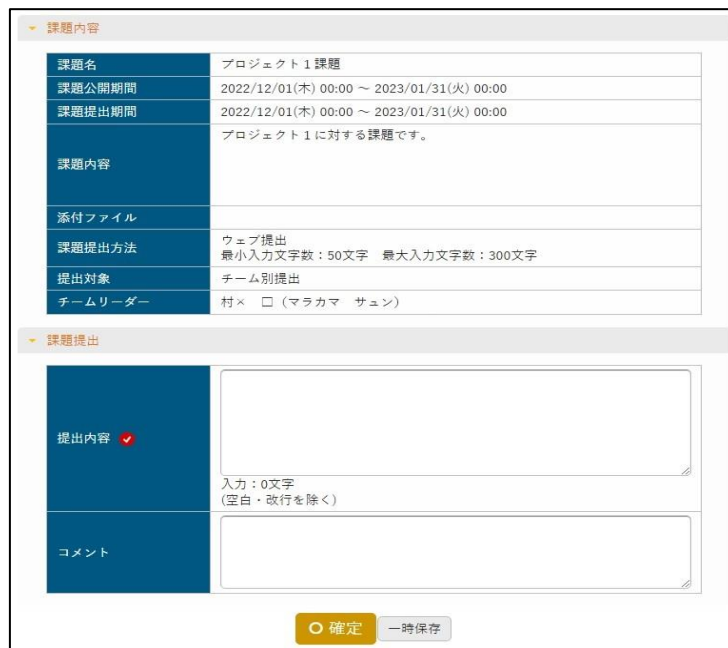 課題内容
課題名 プロジェクト1課題
課題公開期間 2022/12/01(木) 00:00 ～ 2023/01/31(火) 00:00
課題提出期間 2022/12/01(木) 00:00 ～ 2023/01/31(火) 00:00
課題内容 プロジェクト1に対する課題です。
添付ファイル
課題提出方法 ウェブ提出
最小入力文字数：50文字　最大入力文字数：300文字
提出対象 チーム別提出
チームリーダー 村×　□（マラカマ　サュン）
課題提出
提出内容
入力：0文字
(空白・改行を除く)
コメント
確定 一時保存